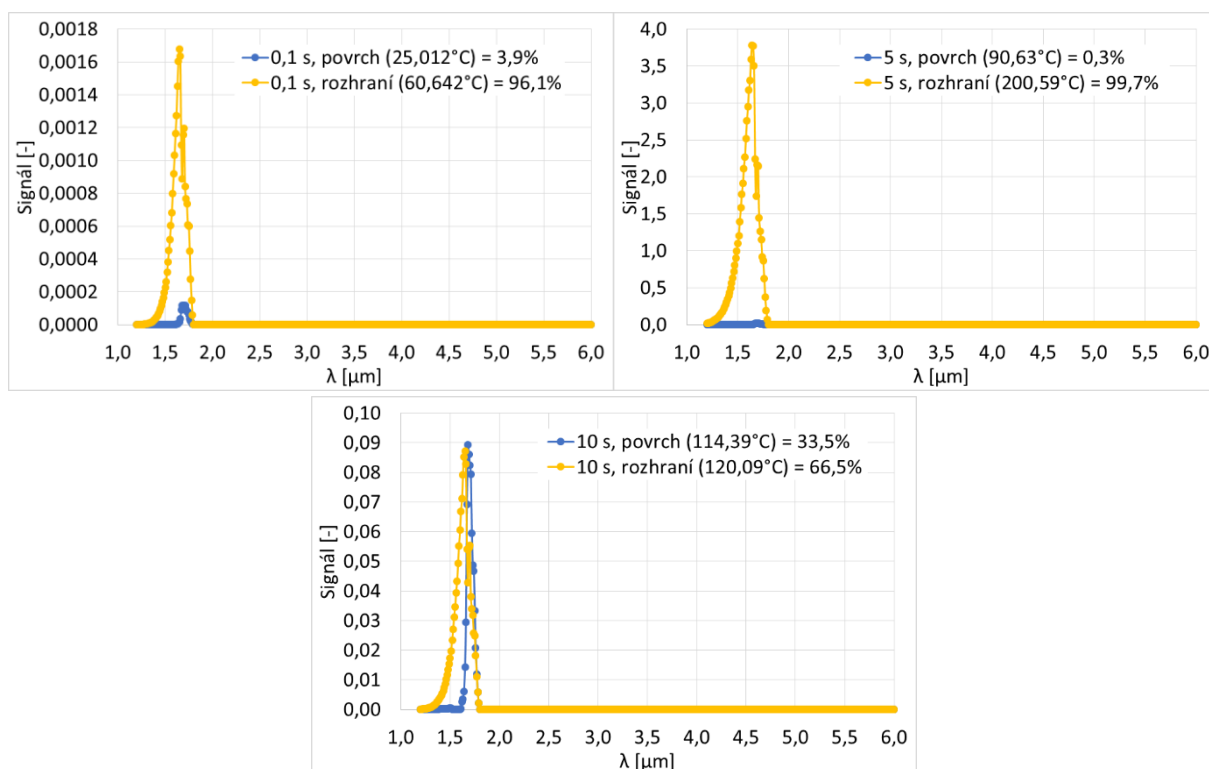 0,0018
0,0016
0,0014
0,0012
0,0010
0,0008
0,0006
0,0004
0,0002
0,0000
Signál [-]
0,1 s, povrch (25,012°C) = 3,9%
0,1 s, rozhraní (60,642°C) = 96,1%
1,0 1,5 2,0 2,5 3,0 3,5 4,0 4,5 5,0 5,5 6,0
λ [µm]
4,0
3,5
3,0
2,5
2,0
1,5
1,0
0,5
0,0
Signál [-]
5 s, povrch (90,63°C) = 0,3%
5 s, rozhraní (200,59°C) = 99,7%
1,0 1,5 2,0 2,5 3,0 3,5 4,0 4,5 5,0 5,5 6,0
λ [µm]
0,10
0,09
0,08
0,07
0,06
0,05
0,04
0,03
0,02
0,01
0,00
Signál [-]
10 s, povrch (114,39°C) = 33,5%
10 s, rozhraní (120,09°C) = 66,5%
1,0 1,5 2,0 2,5 3,0 3,5 4,0 4,5 5,0 5,5 6,0
λ [µm]